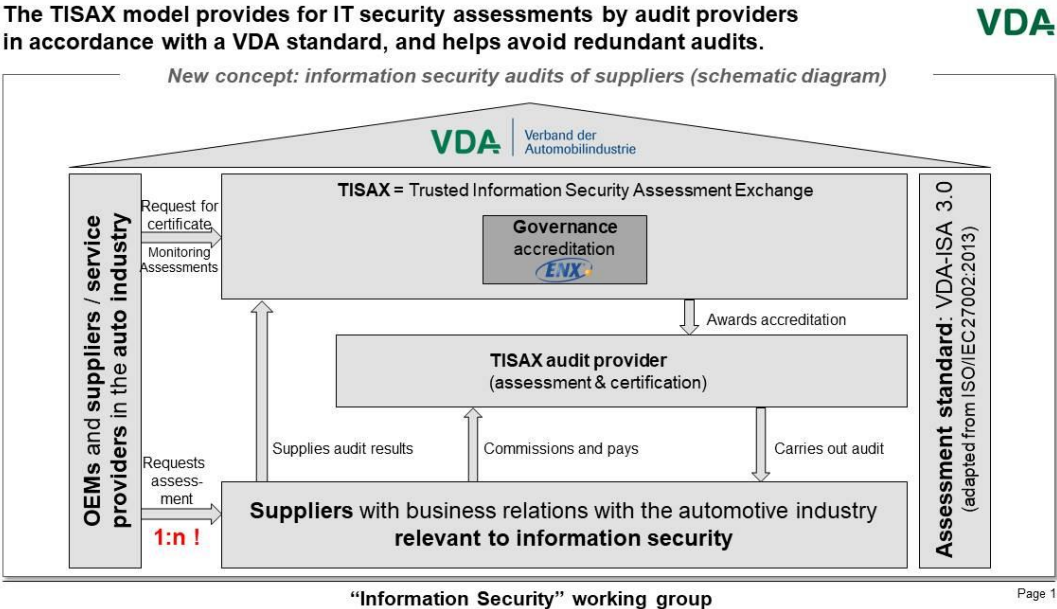 The TISAX model provides for IT security assessments by audit providers
in accordance with a VDA standard, and helps avoid redundant audits.
VDA
New concept: information security audits of suppliers (schematic diagram)
VDA
Verband der
Automobilindustrie
OEMs and suppliers / service
providers in the auto industry
Request for
certificate
Monitoring
Assessments
TISAX = Trusted Information Security Assessment Exchange
Governance
accreditation
ENX
Awards accreditation
TISAX audit provider
(assessment & certification)
Supplies audit results
Commissions and pays
Carries out audit
Requests
assess-
ment
1:n !
Suppliers with business relations with the automotive industry
relevant to information security
Assessment standard: VDA-ISA 3.0
(adapted from ISO/IEC27002:2013)
“Information Security” working group
Page 1